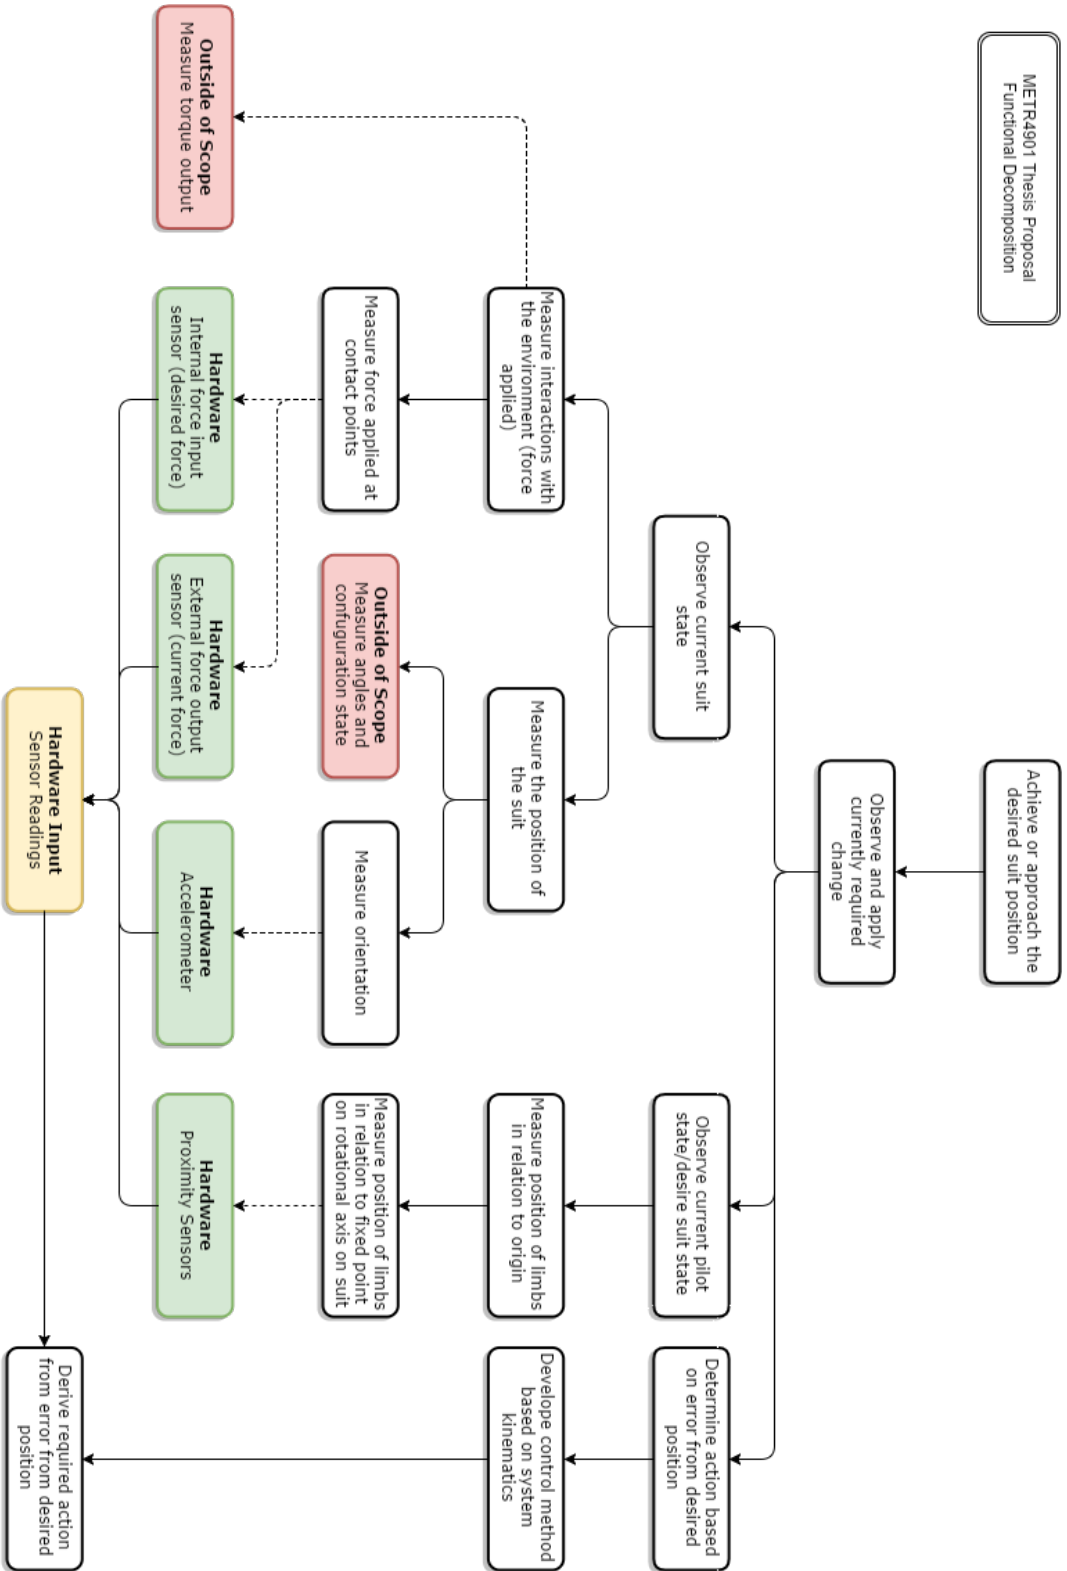 METR4901 Thesis Proposal
Functional Decomposition
Achieve or approach the
desired suit position
Observe and apply
currently required
change
Observe current suit
state
Observe current pilot
state/desire suit state
Determine action based
on error from desired
position
Measure interactions with
the environment (force
applied)
Measure the position of
the suit
Measure position of limbs
in relation to origin
Develope control method
based on system
kinematics
Measure force applied at
contact points
Outside of Scope
Measure angles and
confuguration state
Measure orientation
Measure position of limbs
in relation to fixed point
on rotational axis on suit
Outside of Scope
Measure torque output
Hardware
Internal force input
sensor (desired force)
Hardware
External force output
sensor (current force)
Hardware
Accelerometer
Hardware
Proximity Sensors
Hardware Input
Sensor Readings
Derive required action
from error from desired
position